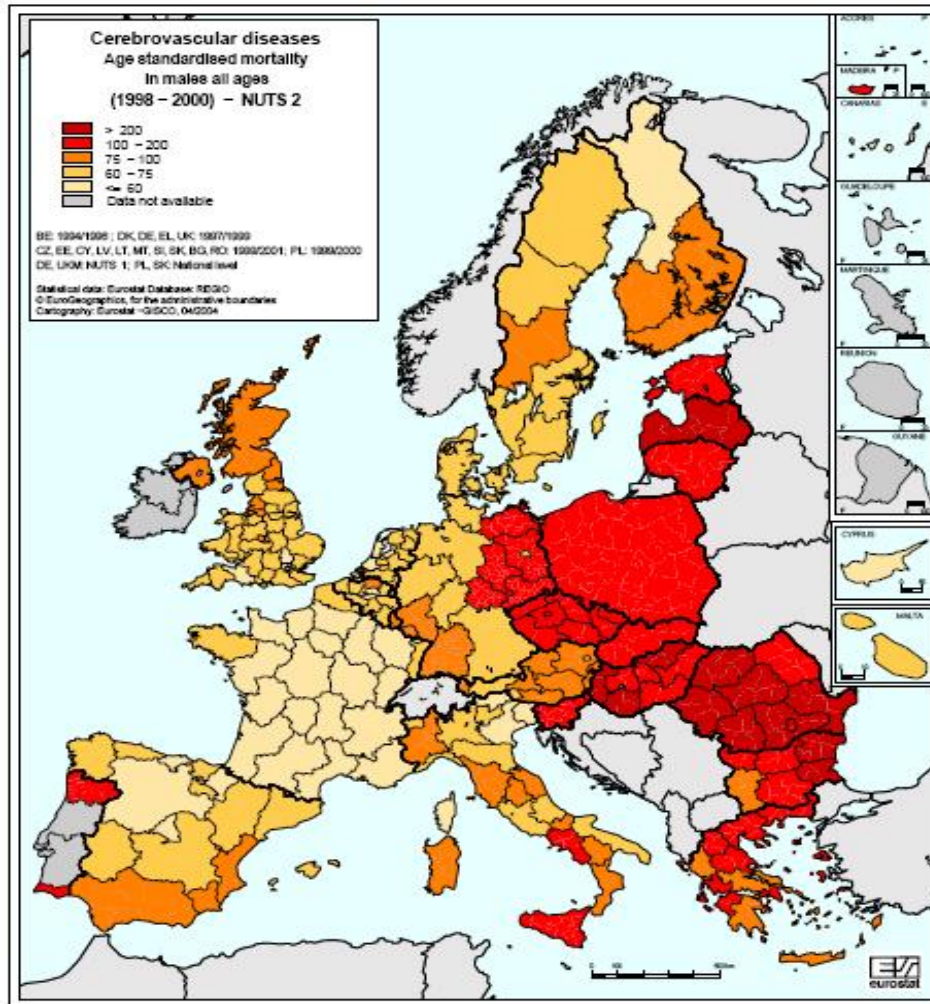 Cerebrovascular diseases
Age standardised mortality
in males all ages
(1998 – 2000) – NUTS 2
> 200
100 – 200
75 – 100
60 – 75
<= 60
Data not available
BE: 1994/1996 ; DK, DE, EL, UK: 1997/1999
CZ, EE, CY, LV, LT, MT, SI, SK, BG, RO: 1999/2001; PL: 1999/2000
DE, UKM: NUTS 1; PL, SK: National level
Statistical data: Eurostat Database: REGIO
© EuroGeographics, for the administrative boundaries
Cartography: Eurostat –GISCO, 04/2004
ACORES P
MADEIRA P
CANARIAS E
GUADELOUPE
F
MARTINIQUE
F
REUNION
F
GUYANE
F
CYPRUS
MALTA
eurostat